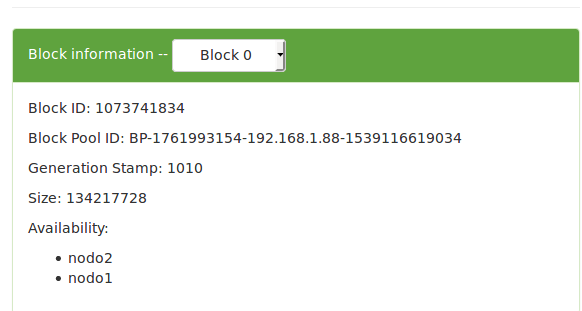 Block information -- Block 0
Block ID: 1073741834
Block Pool ID: BP-1761993154-192.168.1.88-1539116619034
Generation Stamp: 1010
Size: 134217728
Availability:
nodo2
nodo1